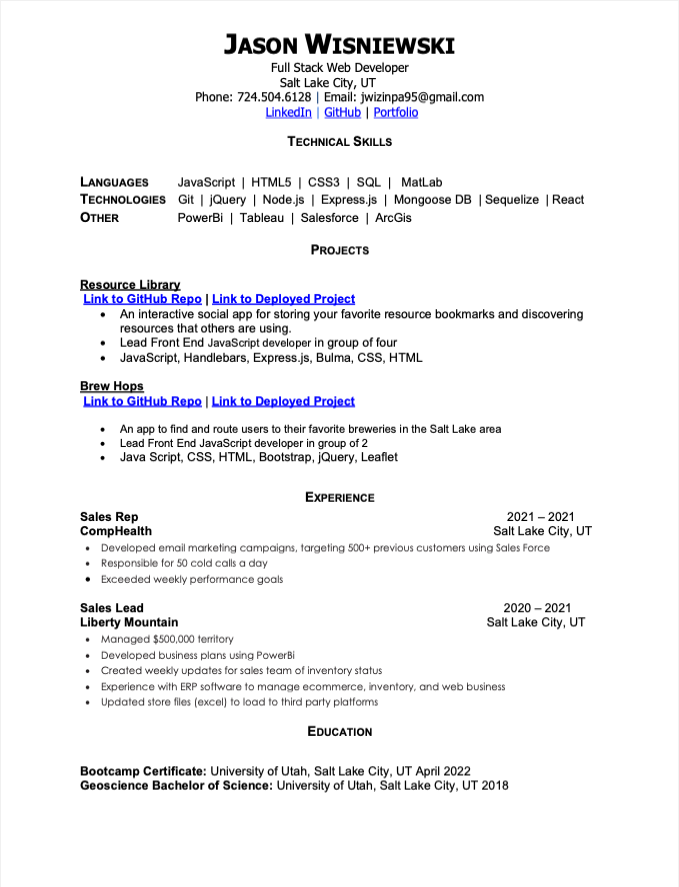 JASON WISNIEWSKI
Full Stack Web Developer
Salt Lake City, UT
Phone: 724.504.6128 | Email: jwizinpa95@gmail.com
LinkedIn | GitHub | Portfolio
TECHNICAL SKILLS
LANGUAGES JavaScript | HTML5 | CSS3 | SQL | MatLab
TECHNOLOGIES Git | jQuery | Node.js | Express.js | Mongoose DB | Sequelize | React
OTHER PowerBi | Tableau | Salesforce | ArcGis
PROJECTS
Resource Library
Link to GitHub Repo | Link to Deployed Project
• An interactive social app for storing your favorite resource bookmarks and discovering
resources that others are using.
• Lead Front End JavaScript developer in group of four
• JavaScript, Handlebars, Express.js, Bulma, CSS, HTML
Brew Hops
Link to GitHub Repo | Link to Deployed Project
• An app to find and route users to their favorite breweries in the Salt Lake area
• Lead Front End JavaScript developer in group of 2
• Java Script, CSS, HTML, Bootstrap, jQuery, Leaflet
EXPERIENCE
Sales Rep 2021 – 2021
CompHealth Salt Lake City, UT
• Developed email marketing campaigns, targeting 500+ previous customers using Sales Force
• Responsible for 50 cold calls a day
• Exceeded weekly performance goals
Sales Lead 2020 – 2021
Liberty Mountain Salt Lake City, UT
• Managed $500,000 territory
• Developed business plans using PowerBi
• Created weekly updates for sales team of inventory status
• Experience with ERP software to manage ecommerce, inventory, and web business
• Updated store files (excel) to load to third party platforms
EDUCATION
Bootcamp Certificate: University of Utah, Salt Lake City, UT April 2022
Geoscience Bachelor of Science: University of Utah, Salt Lake City, UT 2018